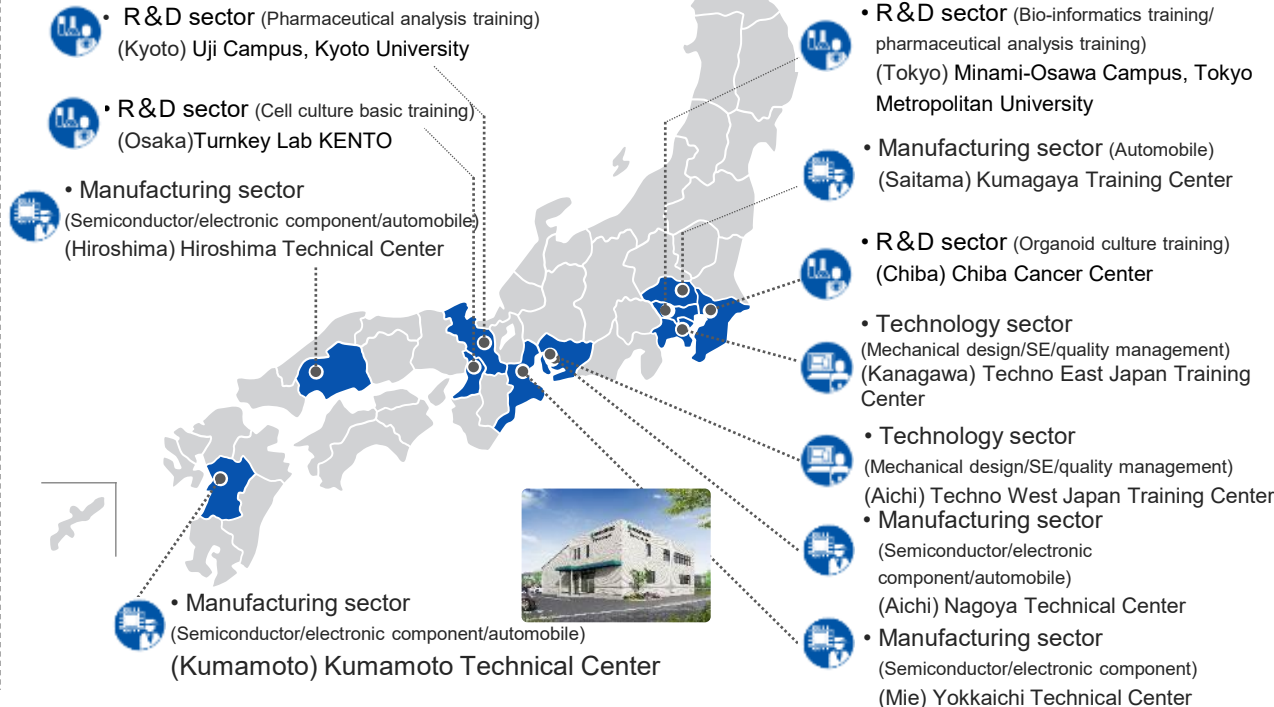 • R&D sector (Pharmaceutical analysis training)
(Kyoto) Uji Campus, Kyoto University
• R&D sector (Cell culture basic training)
(Osaka)Turnkey Lab KENTO
• Manufacturing sector
(Semiconductor/electronic component/automobile)
(Hiroshima) Hiroshima Technical Center
• Manufacturing sector
(Semiconductor/electronic component/automobile)
(Kumamoto) Kumamoto Technical Center
• R&D sector (Bio-informatics training/
pharmaceutical analysis training)
(Tokyo) Minami-Osawa Campus, Tokyo
Metropolitan University
• Manufacturing sector (Automobile)
(Saitama) Kumagaya Training Center
• R&D sector (Organoid culture training)
(Chiba) Chiba Cancer Center
• Technology sector
(Mechanical design/SE/quality management)
(Kanagawa) Techno East Japan Training
Center
• Technology sector
(Mechanical design/SE/quality management)
(Aichi) Techno West Japan Training Center
• Manufacturing sector
(Semiconductor/electronic
component/automobile)
(Aichi) Nagoya Technical Center
• Manufacturing sector
(Semiconductor/electronic component)
(Mie) Yokkaichi Technical Center